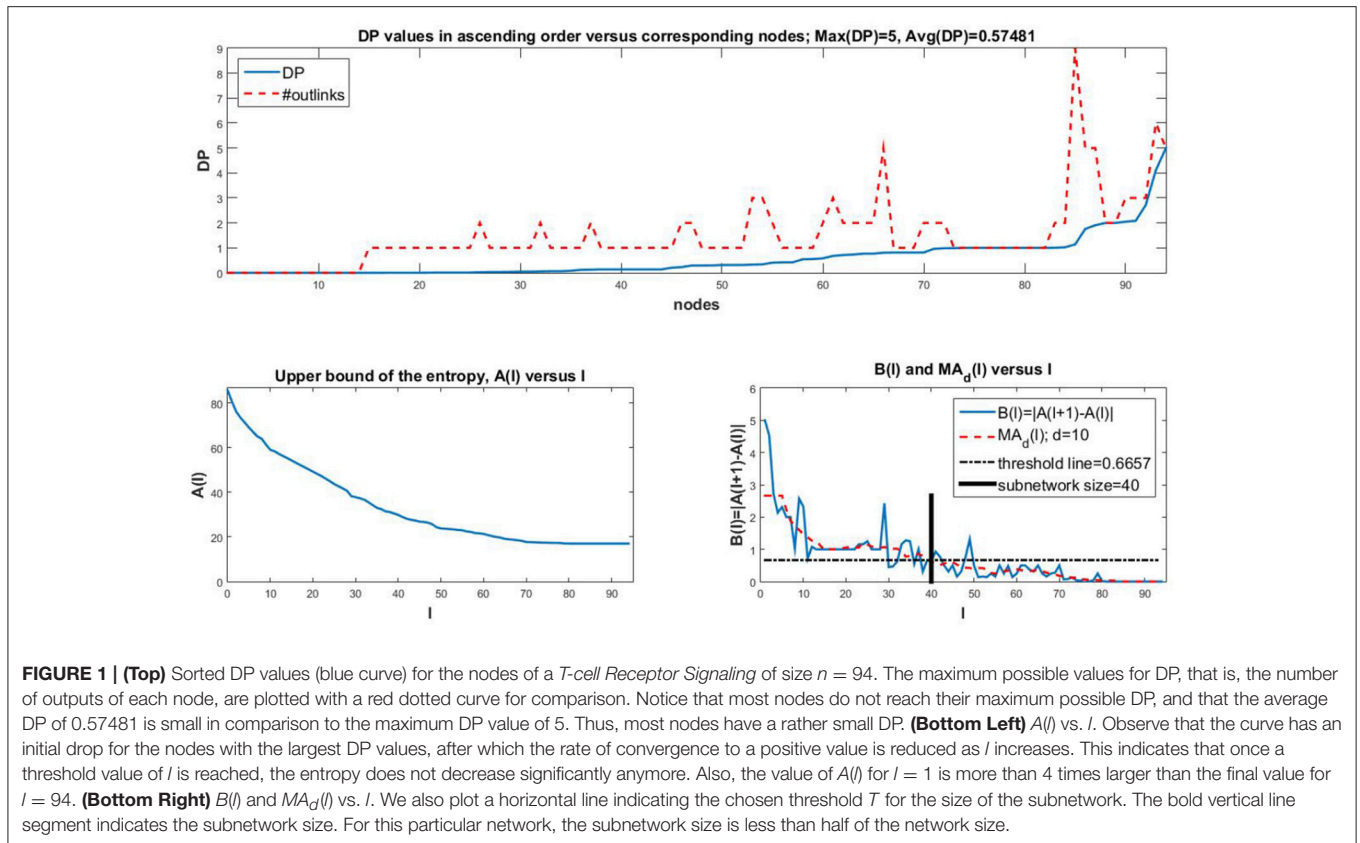 DP values in ascending order versus corresponding nodes; Max(DP)=5, Avg(DP)=0.57481
9
8
7
6
5
4
3
2
1
0
DP
DP
#outlinks
10
20
30
40
50
60
70
80
90
nodes
Upper bound of the entropy, A(l) versus l
80
60
40
20
0
A(l)
0
10
20
30
40
50
60
70
80
90
l
B(l) and MA_d(l) versus l
6
5
4
3
2
1
0
B(l)=|A(l+1)-A(l)|
B(l)=|A(l+1)-A(l)|
MA_d(l); d=10
threshold line=0.6657
subnetwork size=40
0
10
20
30
40
50
60
70
80
90
l
FIGURE 1 | (Top) Sorted DP values (blue curve) for the nodes of a T-cell Receptor Signaling of size n = 94. The maximum possible values for DP, that is, the number
of outputs of each node, are plotted with a red dotted curve for comparison. Notice that most nodes do not reach their maximum possible DP, and that the average
DP of 0.57481 is small in comparison to the maximum DP value of 5. Thus, most nodes have a rather small DP. (Bottom Left) A(l) vs. l. Observe that the curve has an
initial drop for the nodes with the largest DP values, after which the rate of convergence to a positive value is reduced as l increases. This indicates that once a
threshold value of l is reached, the entropy does not decrease significantly anymore. Also, the value of A(l) for l = 1 is more than 4 times larger than the final value for
l = 94. (Bottom Right) B(l) and MA_d(l) vs. l. We also plot a horizontal line indicating the chosen threshold T for the size of the subnetwork. The bold vertical line
segment indicates the subnetwork size. For this particular network, the subnetwork size is less than half of the network size.